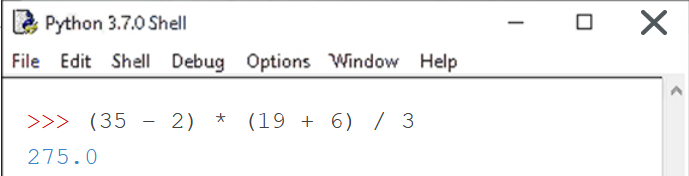 Python 3.7.0 Shell
File Edit Shell Debug Options Window Help
>>> (35 - 2) * (19 + 6) / 3
275.0